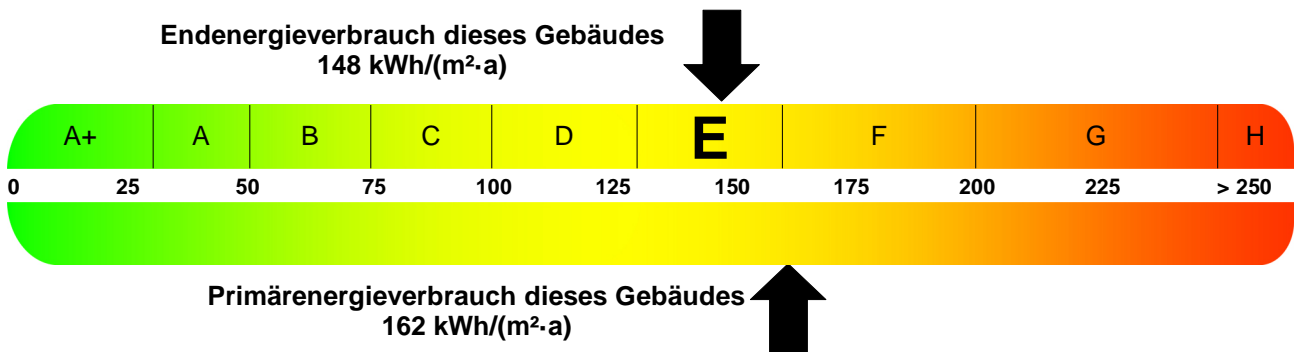 Endenergieverbrauch dieses Gebäudes
148 kWh/(m²·a)
A+ A B C D E F G H
0 25 50 75 100 125 150 175 200 225 > 250
Primärenergieverbrauch dieses Gebäudes
162 kWh/(m²·a)